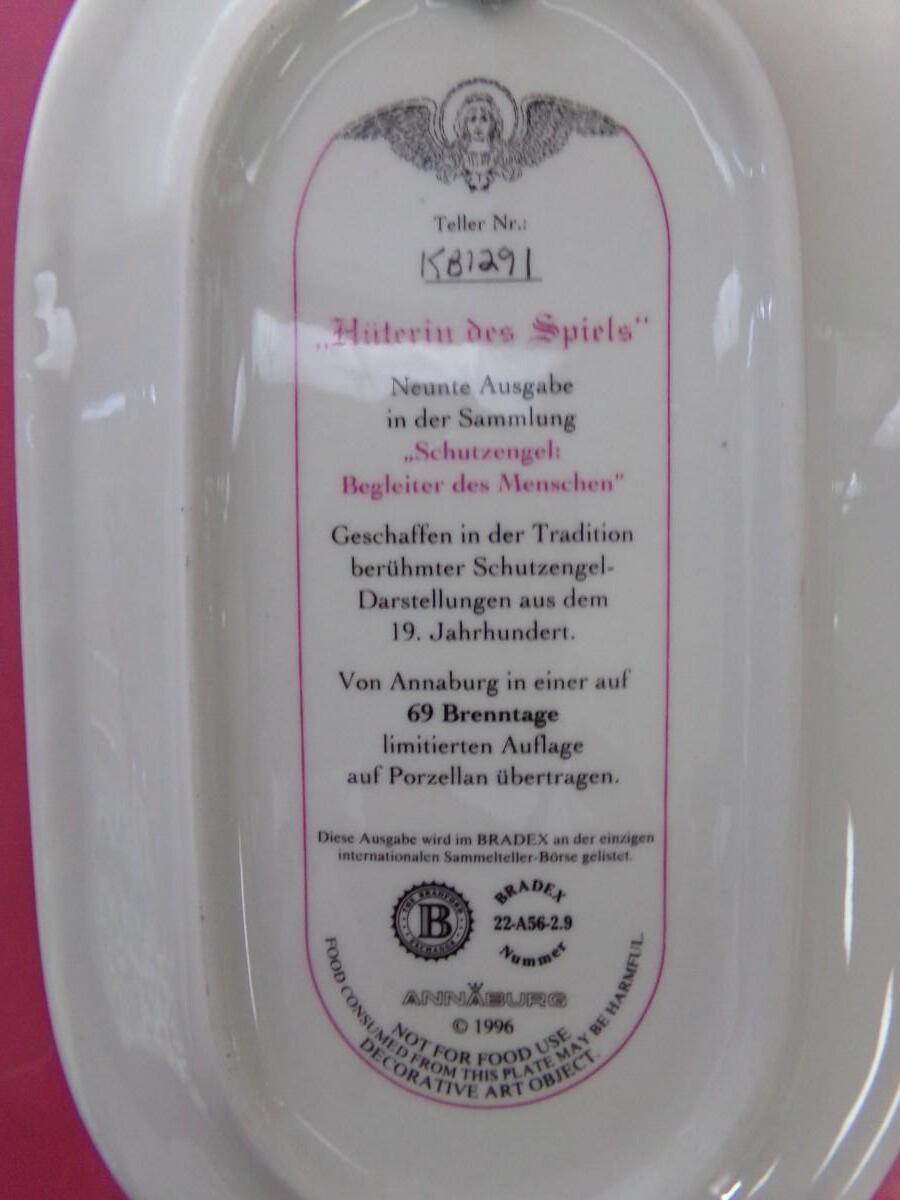 Teller Nr.:
KB1291
„Hüterin des Spiels“
Neunte Ausgabe
in der Sammlung
„Schutzengel:
Begleiter des Menschen“
Geschaffen in der Tradition
berühmter Schutzengel-
Darstellungen aus dem
19. Jahrhundert.
Von Annaburg in einer auf
69 Brenntage
limitierten Auflage
auf Porzellan übertragen.
Diese Ausgabe wird im BRADEX an der einzigen
internationalen Sammelteller-Börse gelistet.
THE BRADFORD
B
EXCHANGE
BRADEX
22-A56-2.9
Nummer
ANNABURG
© 1996
NOT FOR FOOD USE
FOOD CONSUMED FROM THIS PLATE MAY BE HARMFUL.
DECORATIVE ART OBJECT.